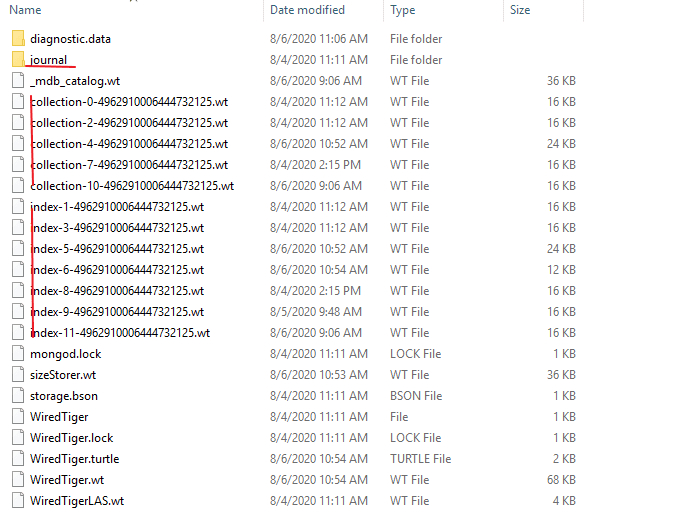 Name Date modified Type Size
diagnostic.data 8/6/2020 11:06 AM File folder
journal 8/4/2020 11:11 AM File folder
_mdb_catalog.wt 8/6/2020 9:06 AM WT File 36 KB
collection-0-4962910006444732125.wt 8/4/2020 11:12 AM WT File 16 KB
collection-2-4962910006444732125.wt 8/4/2020 11:12 AM WT File 16 KB
collection-4-4962910006444732125.wt 8/6/2020 10:52 AM WT File 24 KB
collection-7-4962910006444732125.wt 8/4/2020 2:15 PM WT File 16 KB
collection-10-4962910006444732125.wt 8/6/2020 9:06 AM WT File 16 KB
index-1-4962910006444732125.wt 8/4/2020 11:12 AM WT File 16 KB
index-3-4962910006444732125.wt 8/4/2020 11:12 AM WT File 16 KB
index-5-4962910006444732125.wt 8/6/2020 10:52 AM WT File 24 KB
index-6-4962910006444732125.wt 8/6/2020 10:54 AM WT File 12 KB
index-8-4962910006444732125.wt 8/4/2020 2:15 PM WT File 16 KB
index-9-4962910006444732125.wt 8/5/2020 9:48 AM WT File 16 KB
index-11-4962910006444732125.wt 8/6/2020 9:06 AM WT File 16 KB
mongod.lock 8/4/2020 11:11 AM LOCK File 1 KB
sizeStorer.wt 8/6/2020 10:53 AM WT File 36 KB
storage.bson 8/4/2020 11:11 AM BSON File 1 KB
WiredTiger 8/4/2020 11:11 AM File 1 KB
WiredTiger.lock 8/4/2020 11:11 AM LOCK File 1 KB
WiredTiger.turtle 8/6/2020 10:54 AM TURTLE File 2 KB
WiredTiger.wt 8/6/2020 10:54 AM WT File 68 KB
WiredTigerLAS.wt 8/4/2020 11:11 AM WT File 4 KB